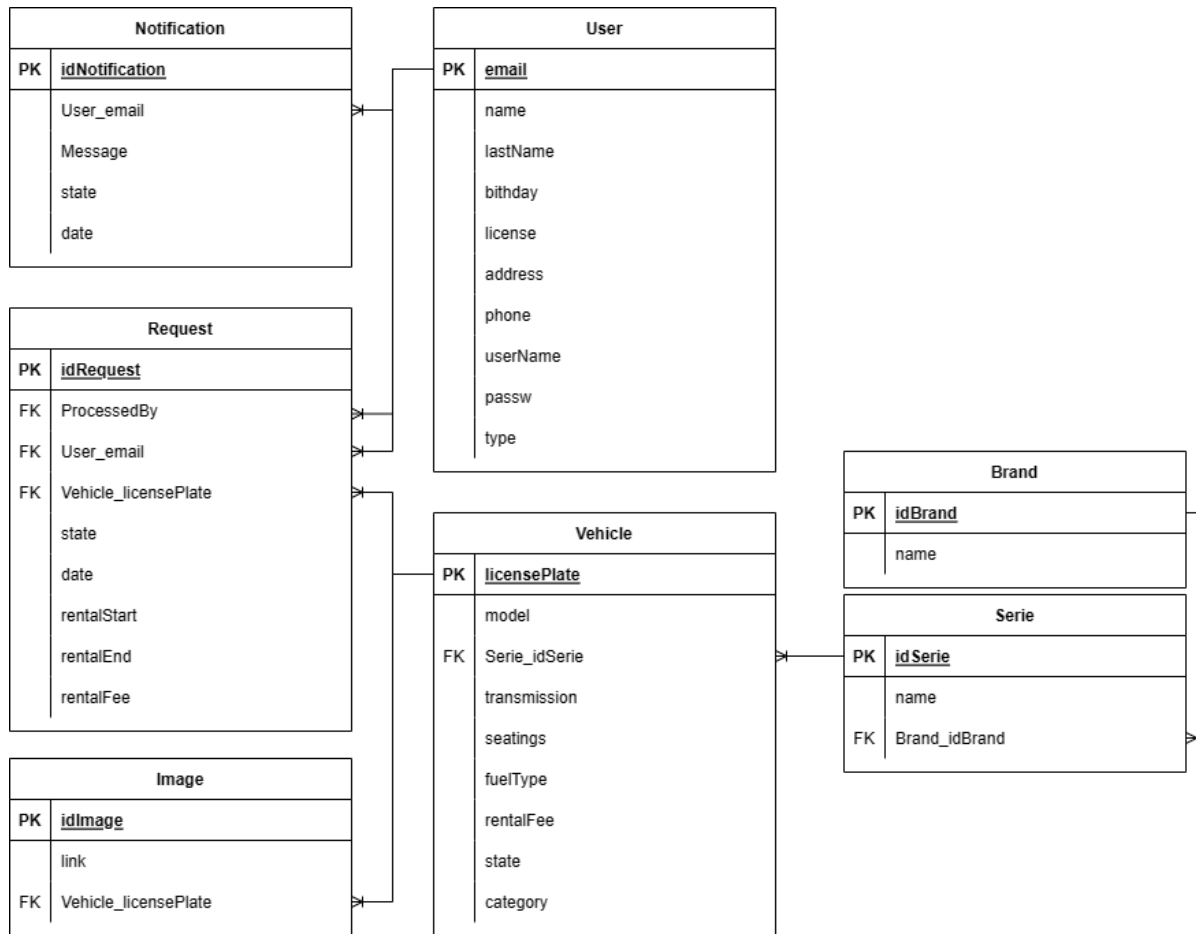 Notification
PK idNotification
User_email
Message
state
date
User
PK email
name
lastName
bithday
license
address
phone
userName
passw
type
Request
PK idRequest
FK ProcessedBy
FK User_email
FK Vehicle_licensePlate
state
date
rentalStart
rentalEnd
rentalFee
Vehicle
PK licensePlate
model
FK Serie_idSerie
transmission
seatings
fuelType
rentalFee
state
category
Brand
PK idBrand
name
Serie
PK idSerie
name
FK Brand_idBrand
Image
PK idImage
link
FK Vehicle_licensePlate